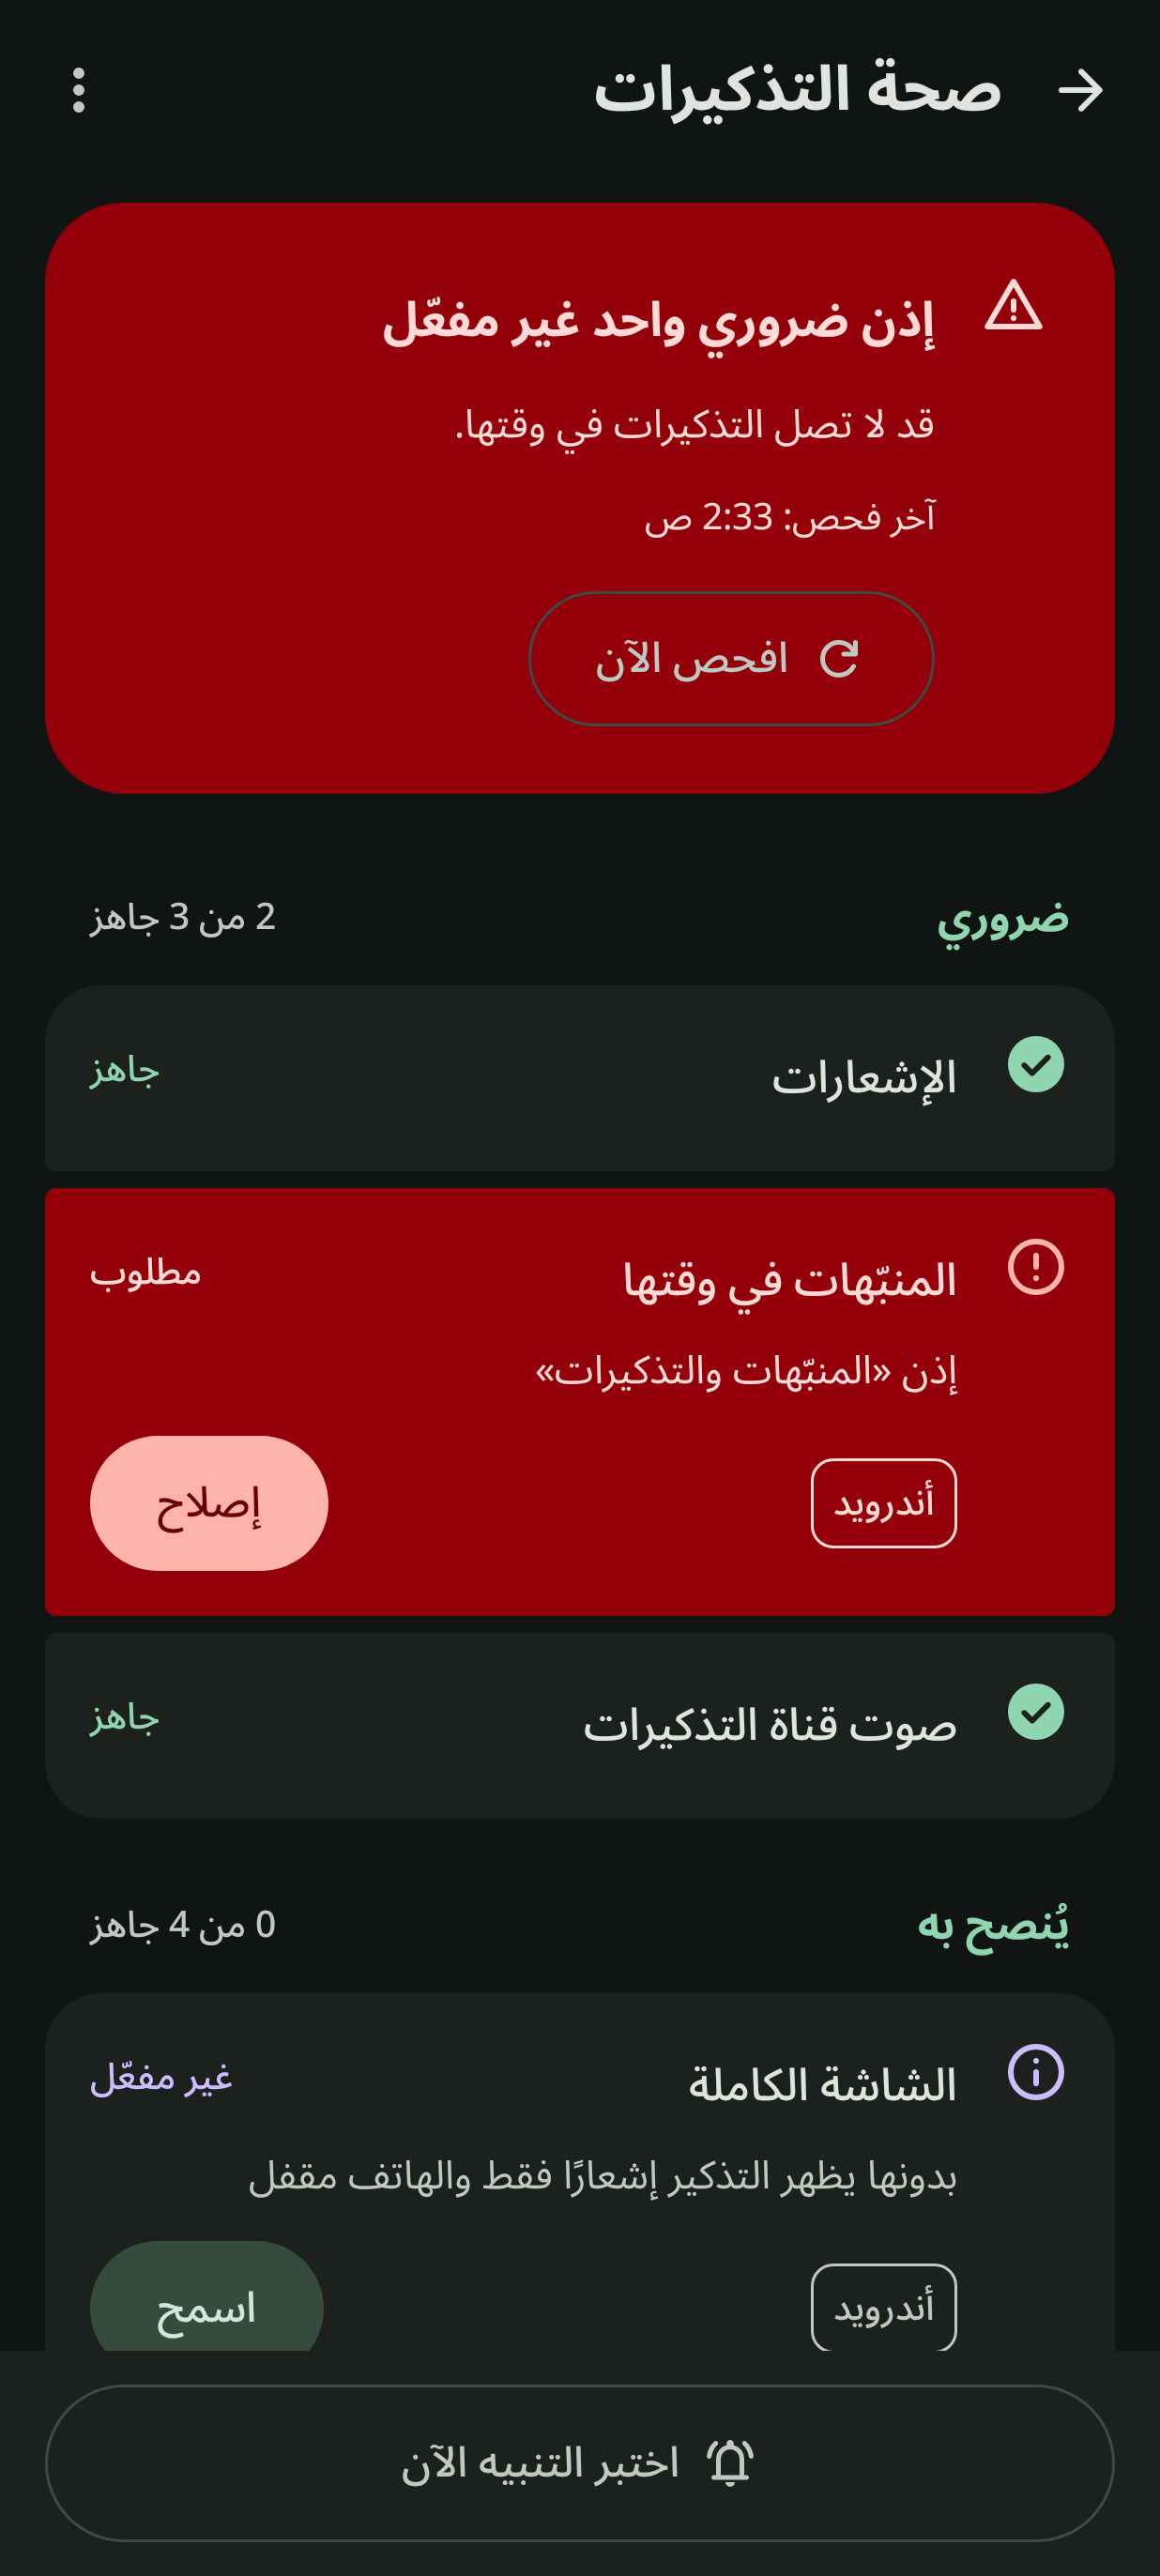 صحة التذكيرات
إذن ضروري واحد غير مفعّل
قد لا تصل التذكيرات في وقتها.
آخر فحص: 2:33 ص
افحص الآن
ضروري
2 من 3 جاهز
الإشعارات
جاهز
المنبّهات في وقتها
مطلوب
إذن «المنبّهات والتذكيرات»
أندرويد
إصلاح
صوت قناة التذكيرات
جاهز
يُنصح به
0 من 4 جاهز
الشاشة الكاملة
غير مفعّل
بدونها يظهر التذكير إشعارًا فقط والهاتف مقفل
أندرويد
اسمح
اختبر التنبيه الآن